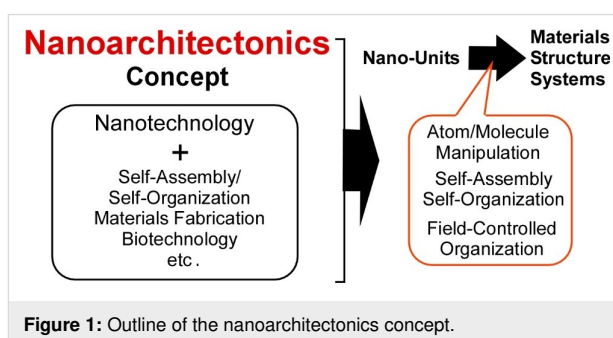 Nanoarchitectonics
Concept
Nanotechnology
+
Self-Assembly/
Self-Organization
Materials Fabrication
Biotechnology
etc.
Nano-Units
Materials
Structure
Systems
Atom/Molecule
Manipulation
Self-Assembly
Self-Organization
Field-Controlled
Organization
Figure 1: Outline of the nanoarchitectonics concept.